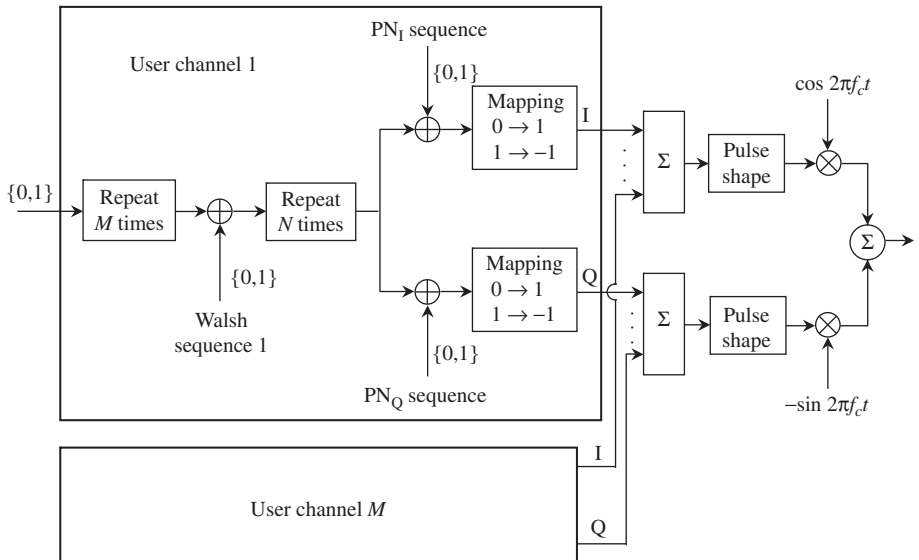 PN_I sequence
User channel 1
{0,1}
cos 2πf_c t
Mapping
0 → 1
1 → −1
I
Σ
Pulse
shape
{0,1}
Repeat
M times
Repeat
N times
Σ
{0,1}
Mapping
0 → 1
1 → −1
Q
Σ
Pulse
shape
Walsh
sequence 1
{0,1}
PN_Q sequence
−sin 2πf_c t
I
User channel M
Q